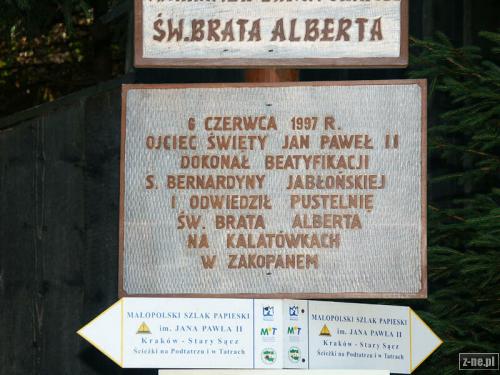 ŚW. BRATA ALBERTA
6 CZERWCA 1997 R.
OJCIEC ŚWIĘTY JAN PAWEŁ II
DOKONAŁ BEATYFIKACJI
S. BERNARDYNY JABŁOŃSKIEJ
I ODWIEDZIŁ PUSTELNIĘ
ŚW. BRATA ALBERTA
NA KALATÓWKACH
W ZAKOPANEM
MAŁOPOLSKI SZLAK PAPIESKI
im. JANA PAWŁA II
Kraków - Stary Sącz
Ścieżki na Podtatrzu i w Tatrach
MAŁOPOLSKI SZLAK PAPIESKI
im. JANA PAWŁA II
Kraków - Stary Sącz
Ścieżki na Podtatrzu i w Tatrach
z-ne.pl